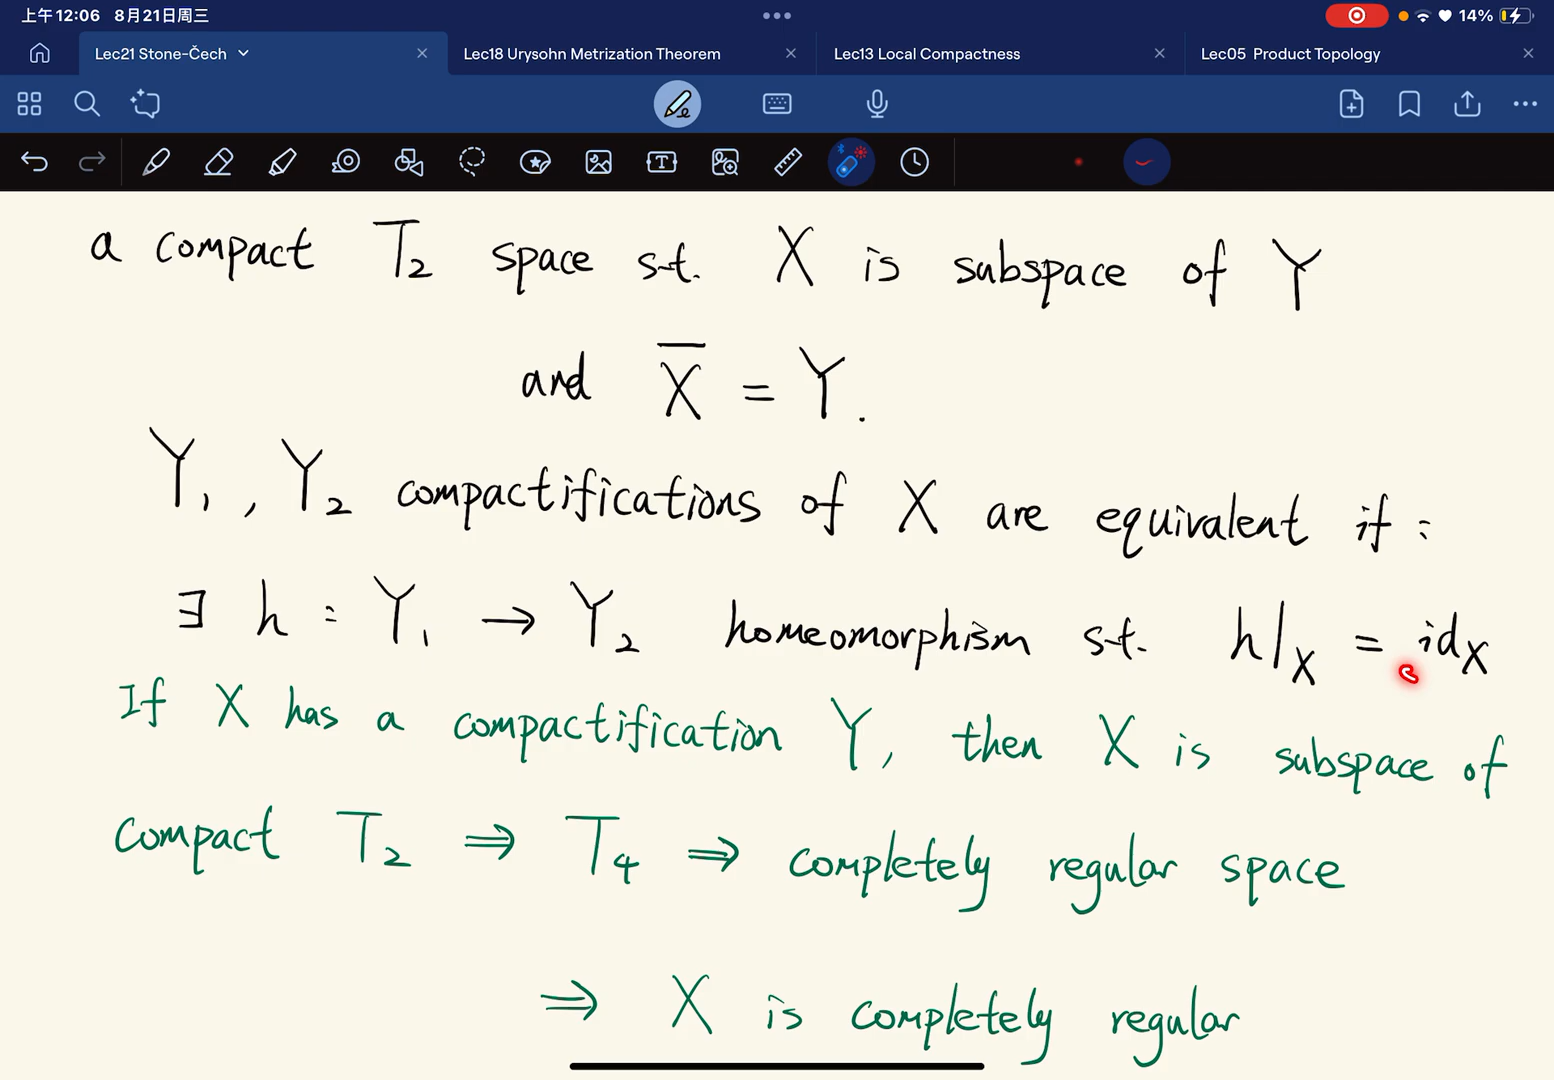 上午12:06 8月21日周三
14%
Lec21 Stone-Čech
Lec18 Urysohn Metrization Theorem
Lec13 Local Compactness
Lec05 Product Topology
a compact T₂ space s.t. X is subspace of Y
and X̅ = Y.
Y₁, Y₂ compactifications of X are equivalent if :
∃ h : Y₁ → Y₂ homeomorphism s.t. h|_X = id_X
If X has a compactification Y, then X is subspace of
compact T₂ ⇒ T₄ ⇒ completely regular space
⇒ X is completely regular